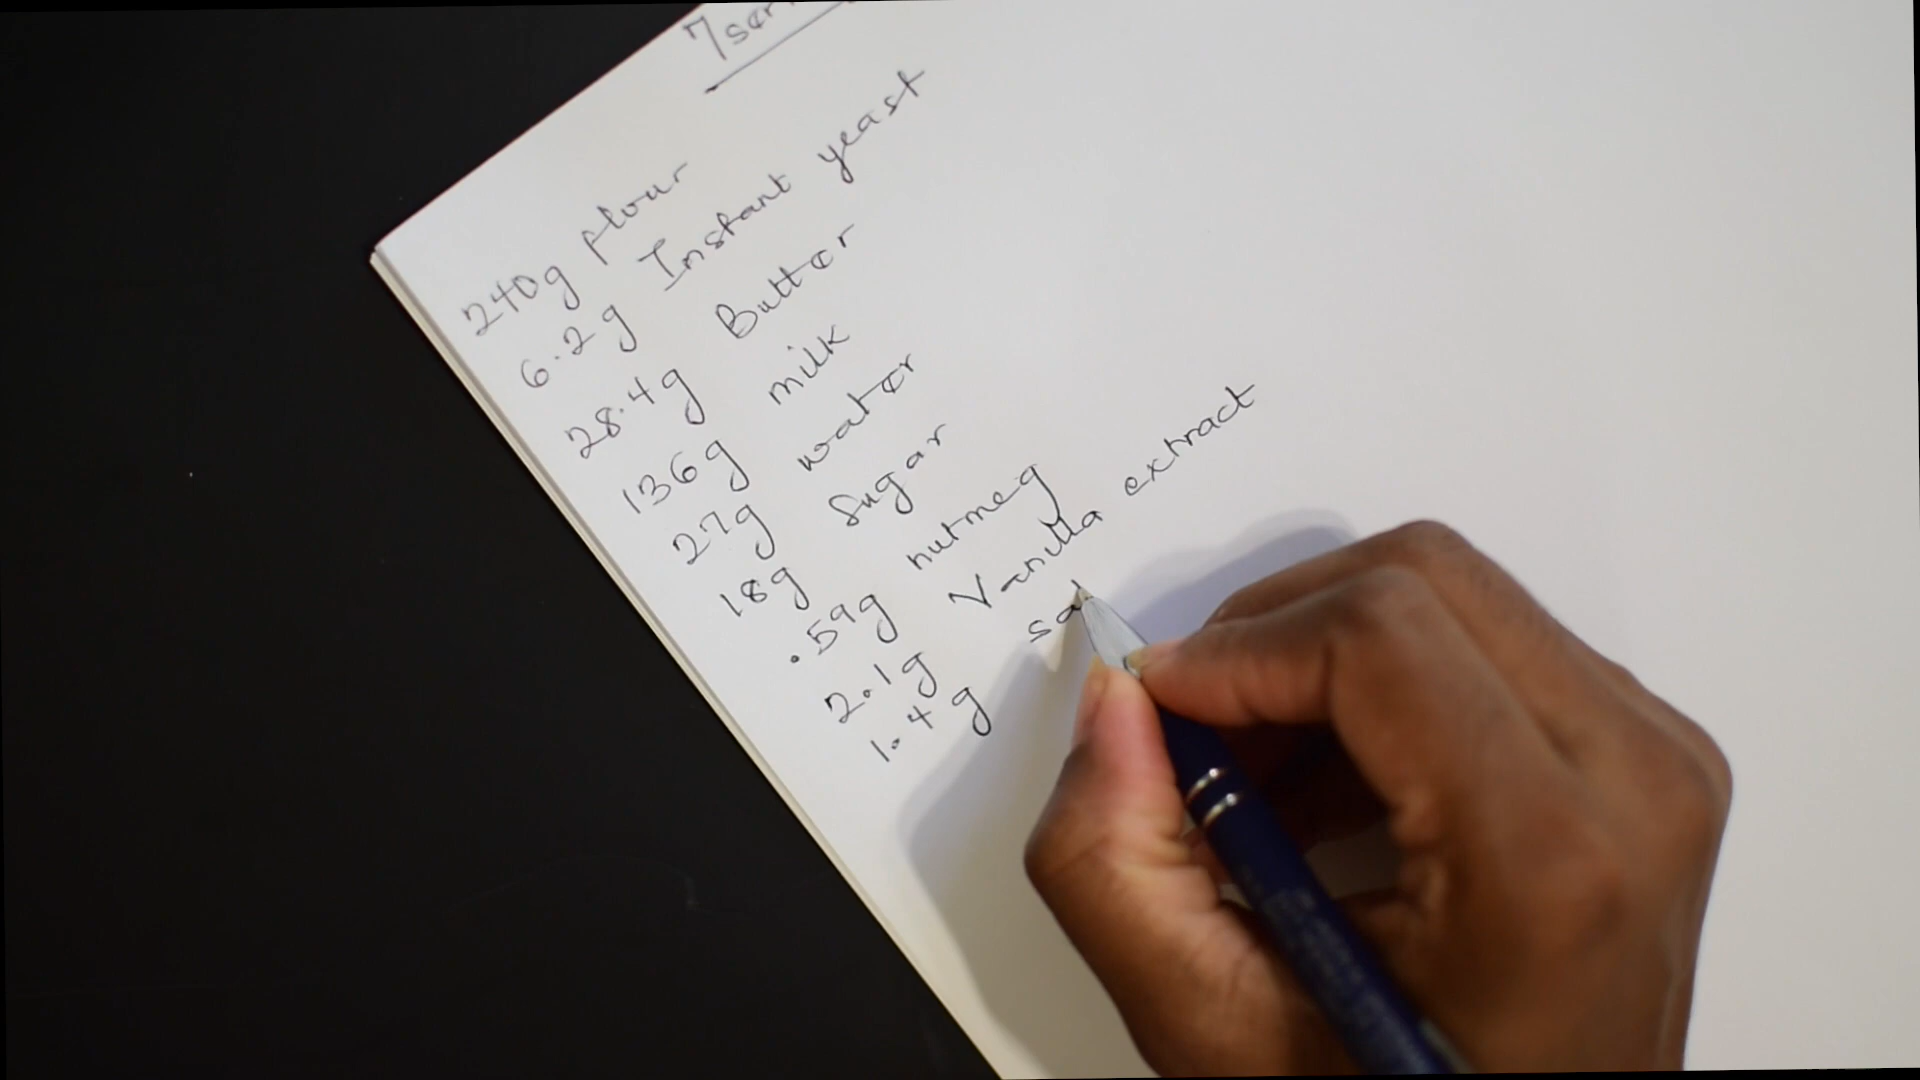 240g flour
6.2g Instant yeast
28.4g Butter
136g milk
27g water
18g Sugar
.59g nutmeg
2.1g Vanilla extract
1.4g